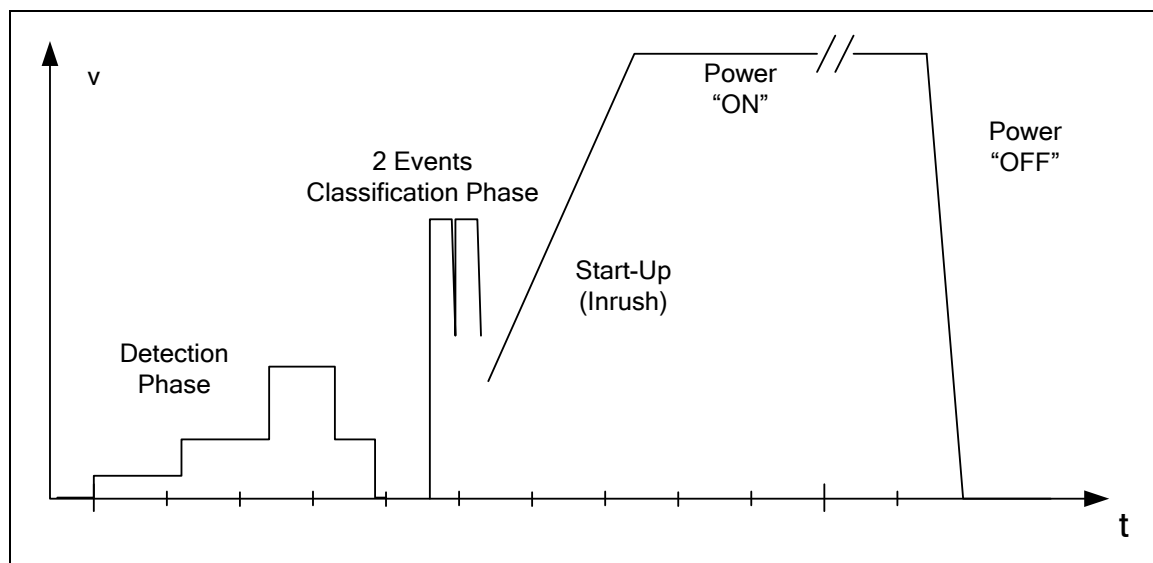 v
Power
“ON”
Power
“OFF”
2 Events
Classification Phase
Start-Up
(Inrush)
Detection
Phase
t